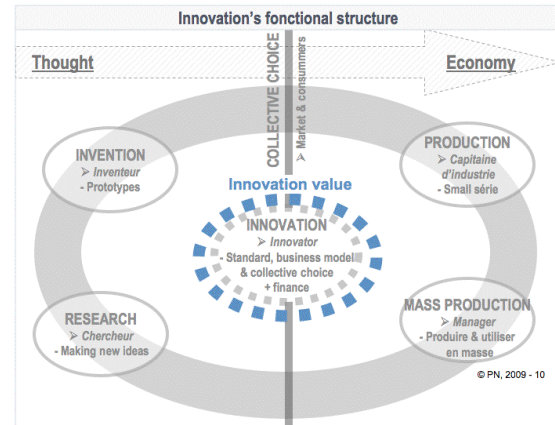 Innovation's fonctional structure
Thought
Economy
COLLECTIVE CHOICE
➢ Market & consummers
INVENTION
➢ Inventeur
- Prototypes
PRODUCTION
➢ Capitaine
d'industrie
- Small série
Innovation value
INNOVATION
➢ Innovator
- Standard, business model
& collective choice
+ finance
RESEARCH
➢ Chercheur
- Making new ideas
MASS PRODUCTION
➢ Manager
- Produire & utiliser
en masse
© PN, 2009 - 10